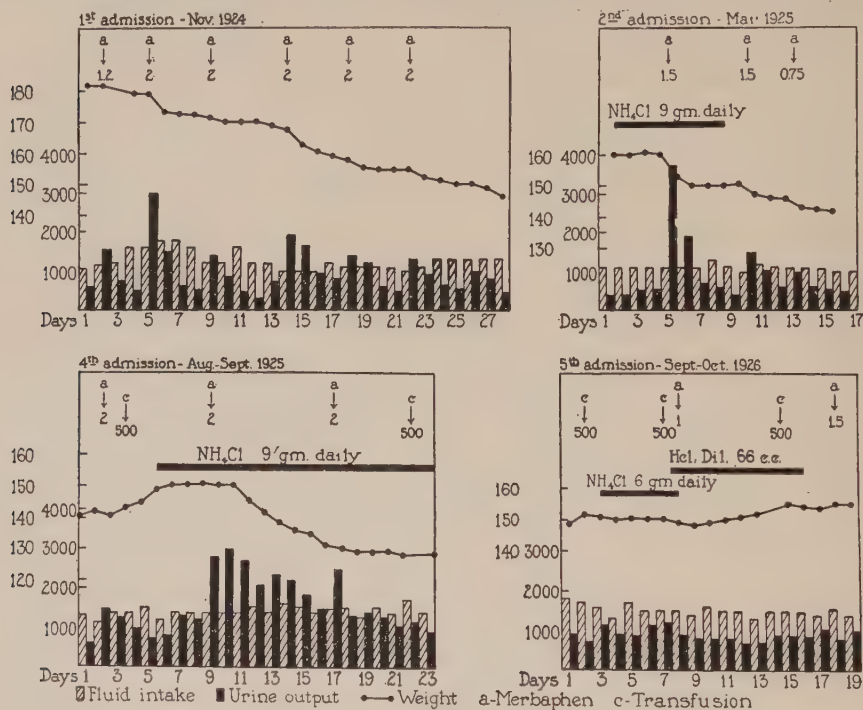 1st admission - Nov. 1924
a a a a a a
1.2 2 2 2 2 2
180
170
160 4000
150 3000
140 2000
1000
Days 1 3 5 7 9 11 13 15 17 19 21 23 25 27
2nd admission - Mar. 1925
a a a
1.5 1.5 0.75
NH4Cl 9 gm. daily
160 4000
150 3000
140
130 2000
1000
Days 1 3 5 7 9 11 13 15 17
4th admission - Aug.-Sept. 1925
a c a a c
2 500 2 2 500
NH4Cl 9 gm. daily
160
150
140 4000
130 3000
120 2000
1000
Days 1 3 5 7 9 11 13 15 17 19 21 23
5th admission - Sept.-Oct. 1926
c c a c a
500 500 1 500 1.5
Hcl. Dil. 66 c.c.
NH4Cl 6 gm daily
160
150
140 3000
2000
1000
Days 1 3 5 7 9 11 13 15 17 19
Fluid intake Urine output Weight a-Merbaphen c-Transfusion